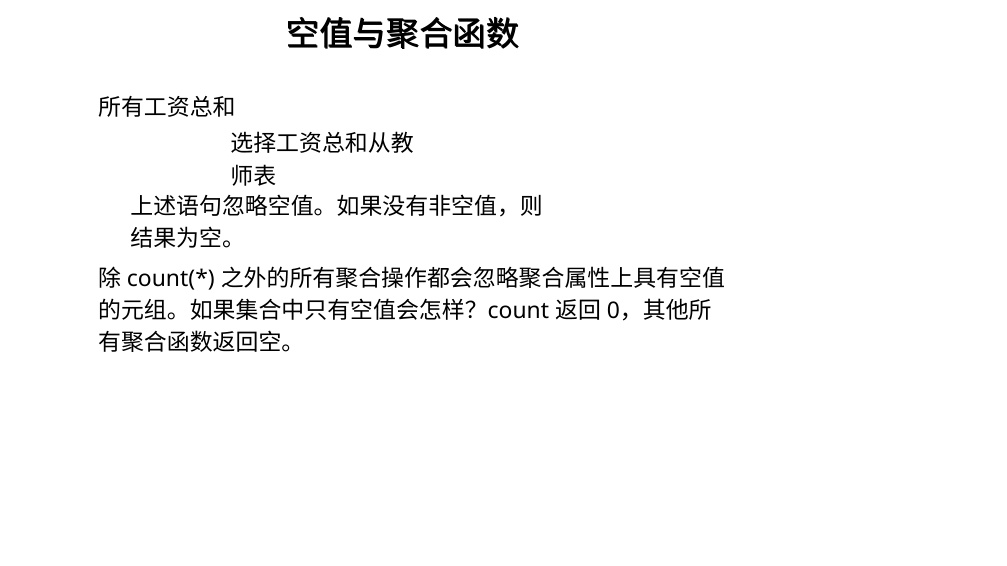 空值与聚合函数
所有工资总和
选择工资总和从教
师表
上述语句忽略空值。如果没有非空值，则
结果为空。
除 count(*) 之外的所有聚合操作都会忽略聚合属性上具有空值
的元组。如果集合中只有空值会怎样？count 返回 0，其他所
有聚合函数返回空。